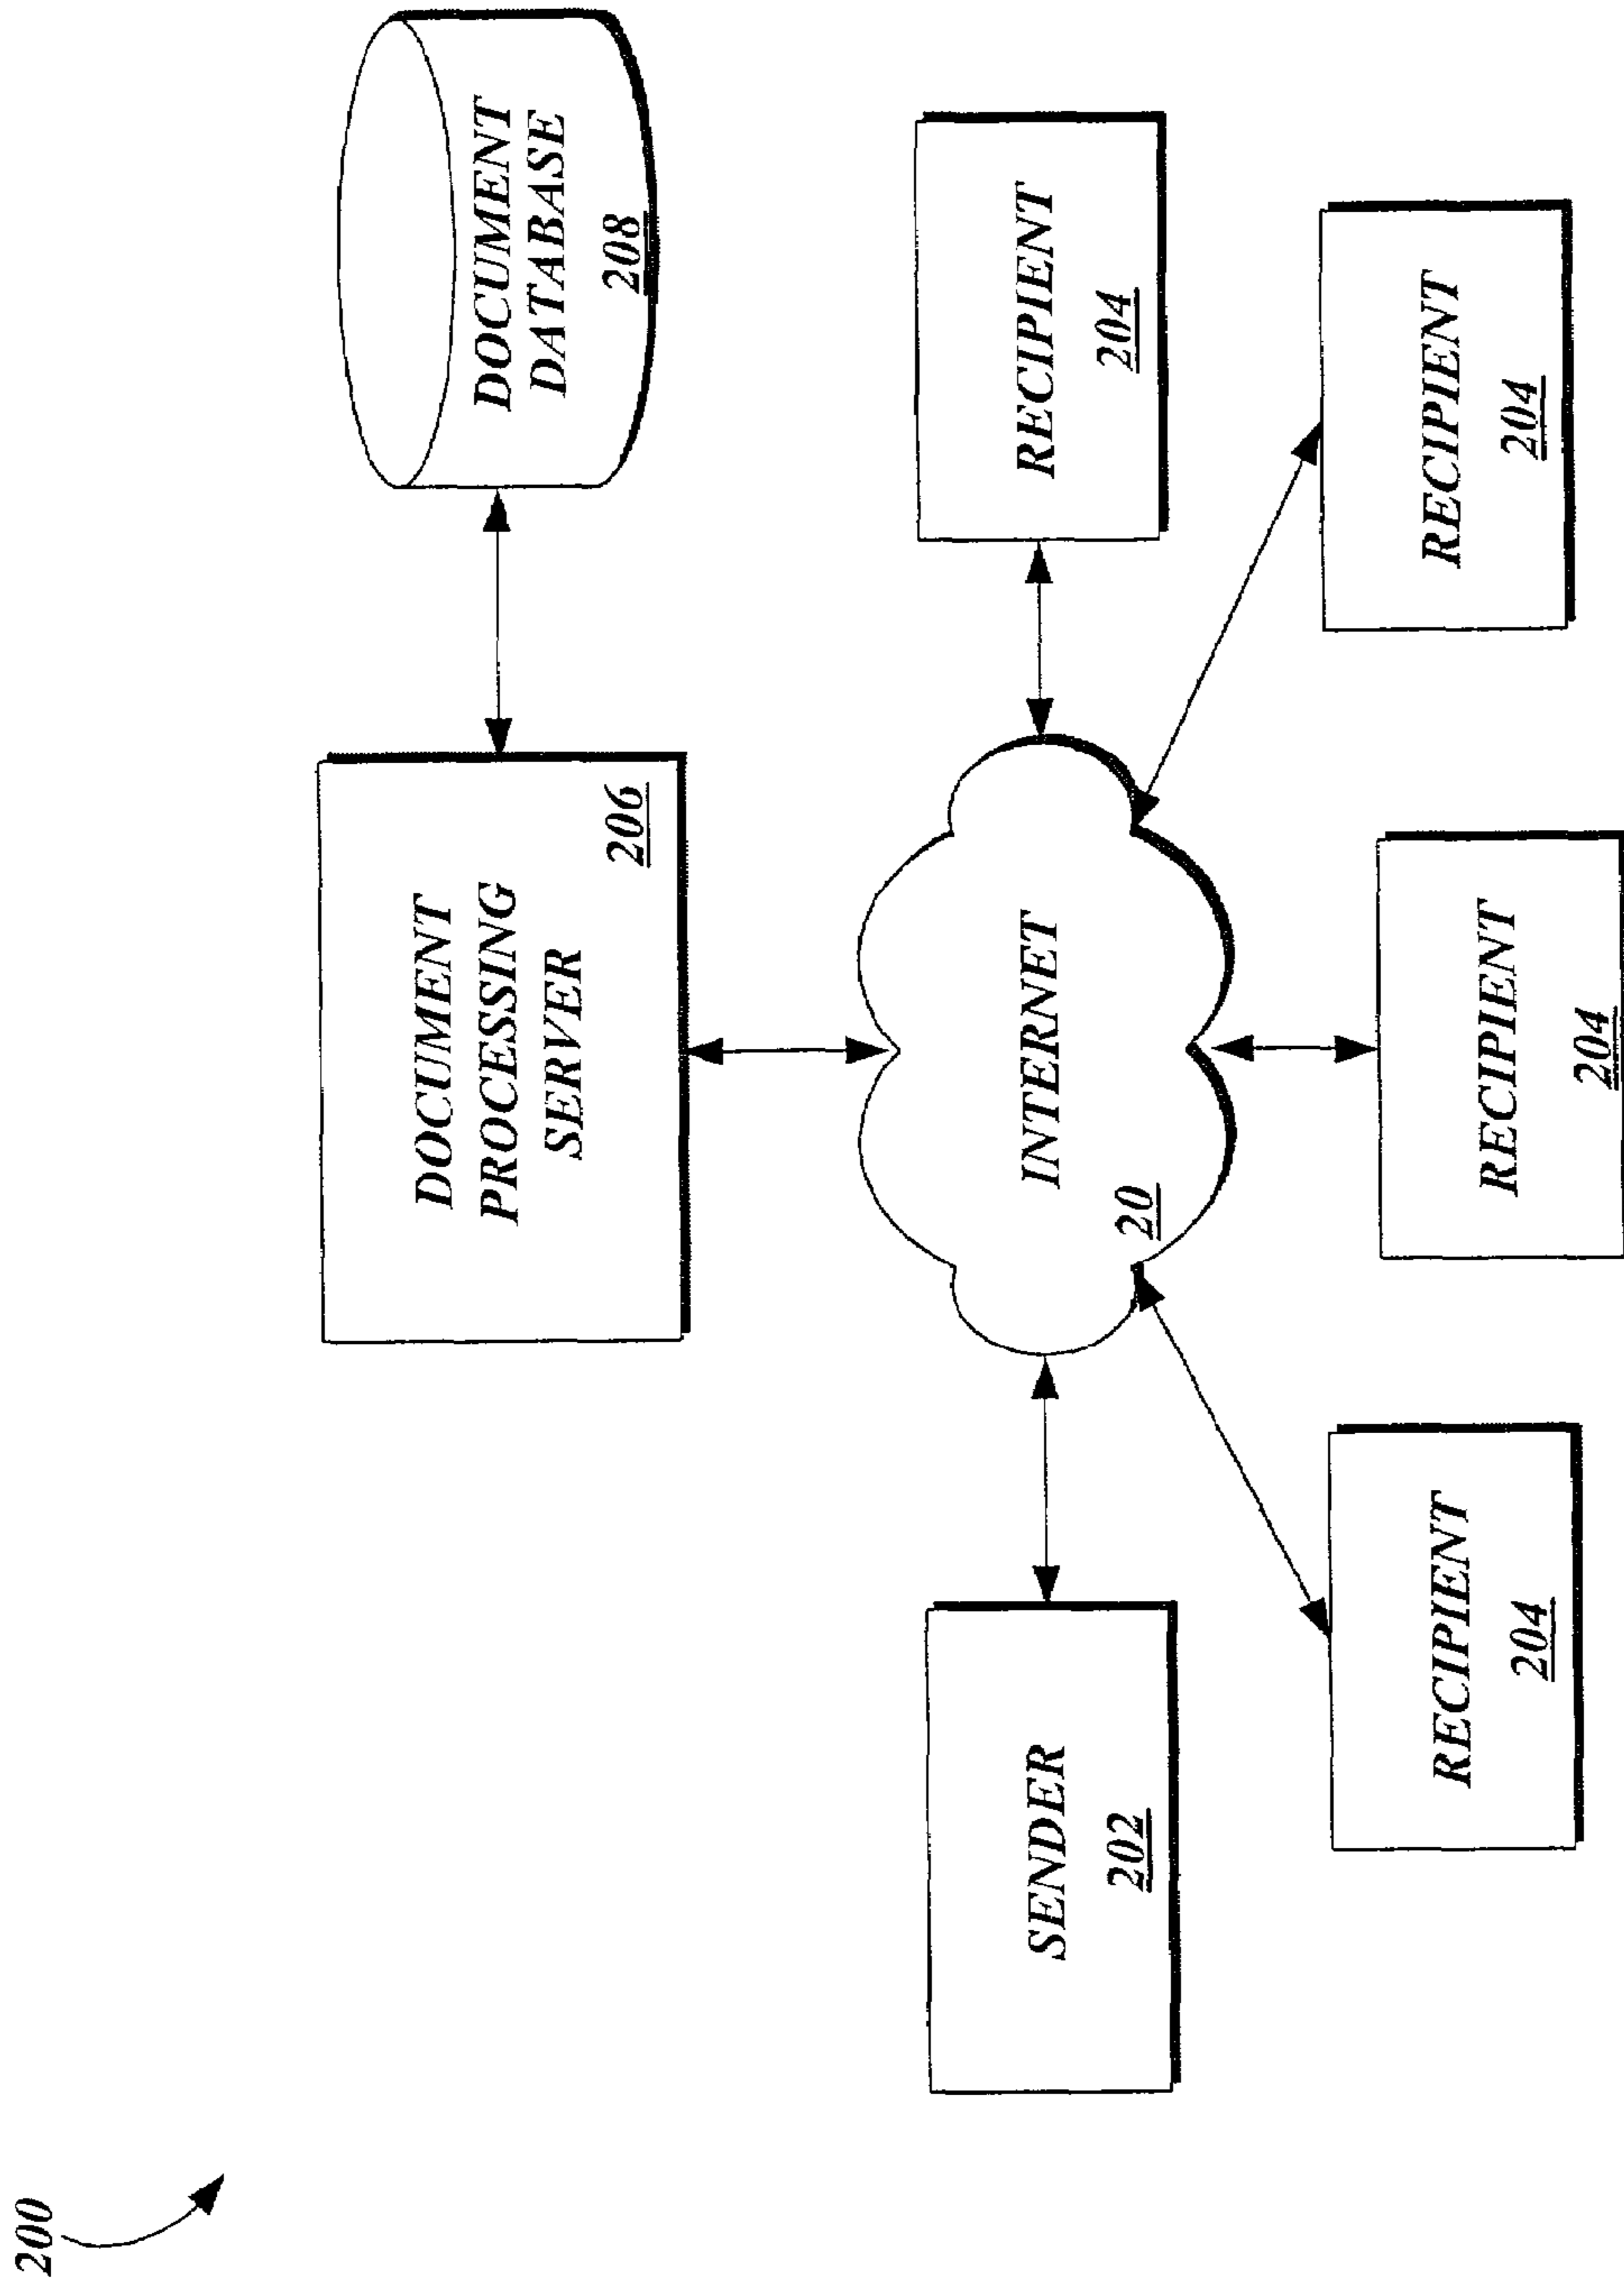 200
DOCUMENT
PROCESSING
SERVER
206
DOCUMENT
DATABASE
208
SENDER
202
INTERNET
20
RECIPIENT
204
RECIPIENT
204
RECIPIENT
204
RECIPIENT
204